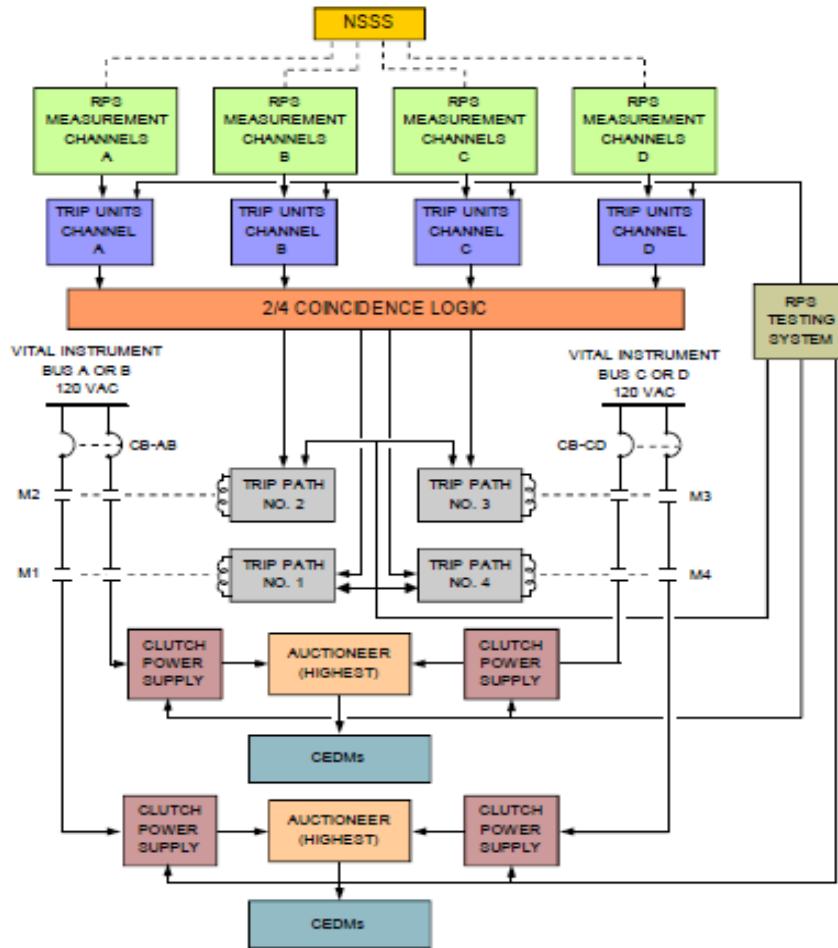 NSSS
RPS
MEASUREMENT
CHANNELS
A
RPS
MEASUREMENT
CHANNELS
B
RPS
MEASUREMENT
CHANNELS
C
RPS
MEASUREMENT
CHANNELS
D
TRIP UNITS
CHANNEL
A
TRIP UNITS
CHANNEL
B
TRIP UNITS
CHANNEL
C
TRIP UNITS
CHANNEL
D
2/4 COINCIDENCE LOGIC
RPS
TESTING
SYSTEM
VITAL INSTRUMENT
BUS A OR B
120 VAC
VITAL INSTRUMENT
BUS C OR D
120 VAC
CB-AB
CB-CD
M2
TRIP PATH
NO. 2
TRIP PATH
NO. 3
M3
M1
TRIP PATH
NO. 1
TRIP PATH
NO. 4
M4
CLUTCH
POWER
SUPPLY
AUCTIONEER
(HIGHEST)
CLUTCH
POWER
SUPPLY
CEDMs
CLUTCH
POWER
SUPPLY
AUCTIONEER
(HIGHEST)
CLUTCH
POWER
SUPPLY
CEDMs